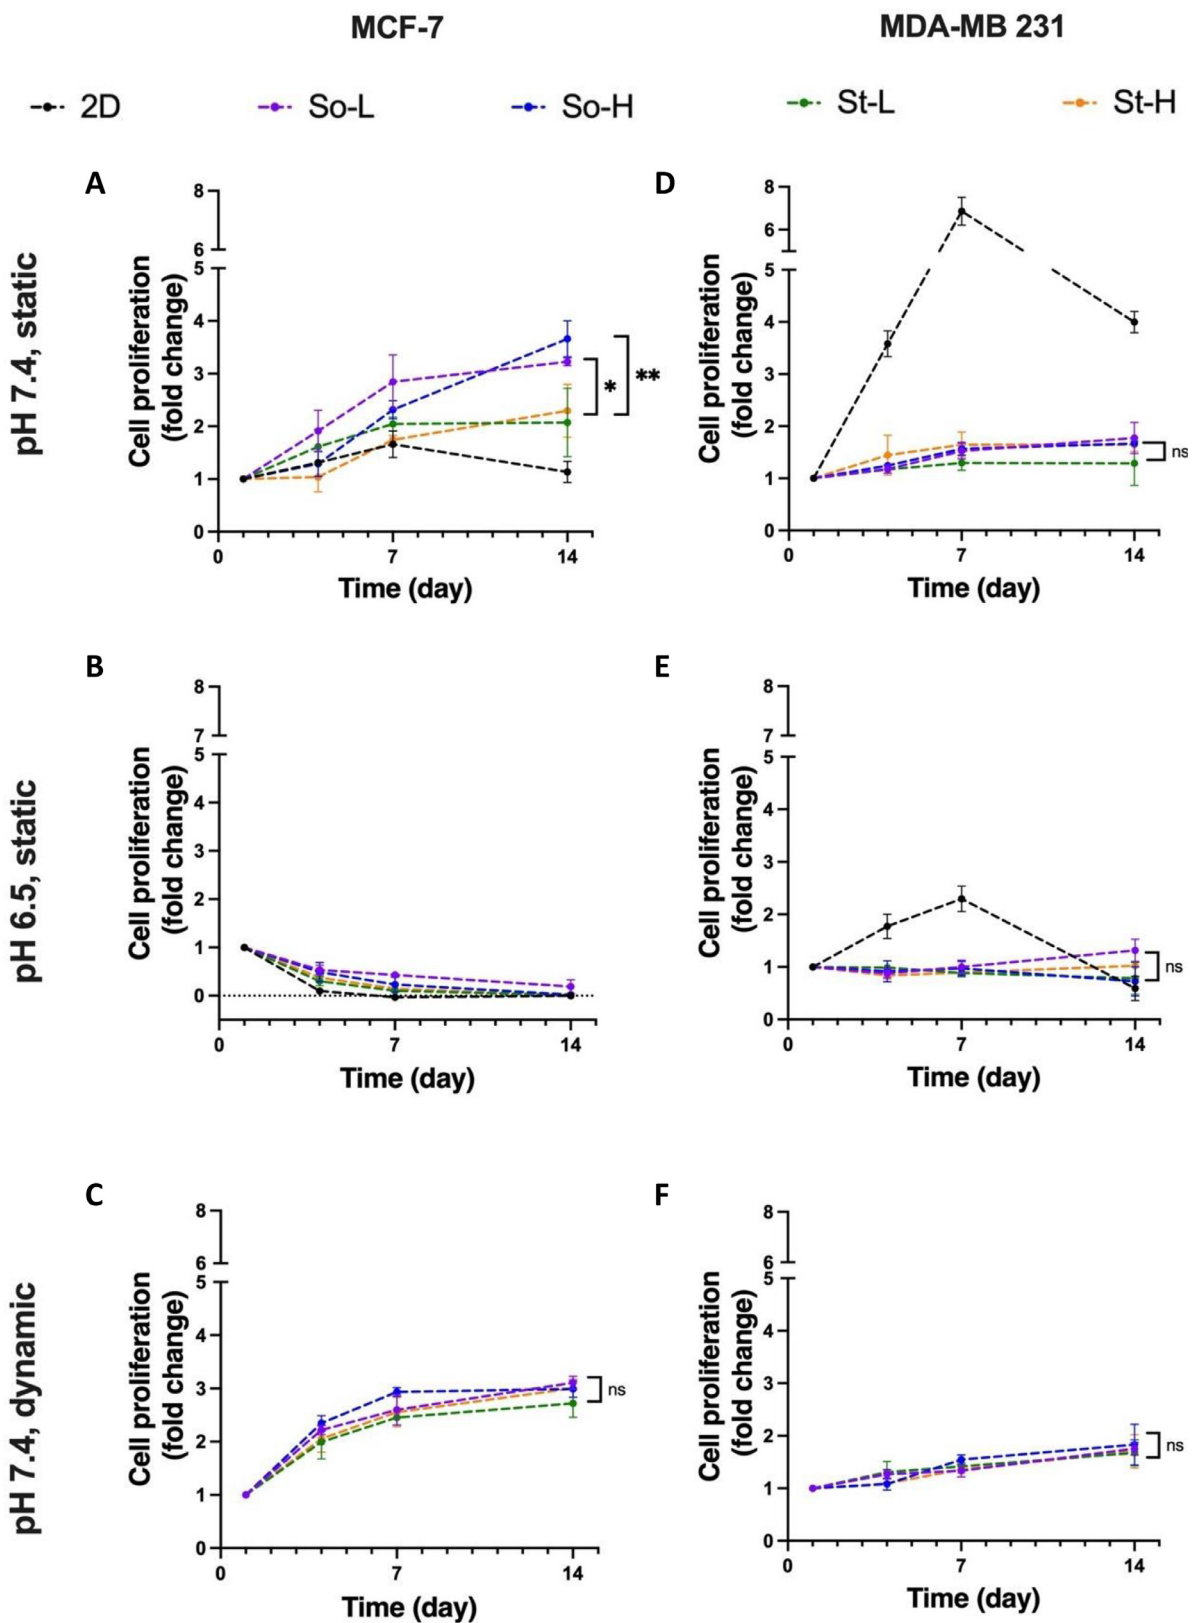 MCF-7
MDA-MB 231
2D
So-L
So-H
St-L
St-H
pH 7.4, static
A
Cell proliferation
(fold change)
8
6
5
4
3
2
1
0
0
7
14
Time (day)
*
**
D
Cell proliferation
(fold change)
8
6
5
4
3
2
1
0
0
7
14
Time (day)
ns
pH 6.5, static
B
Cell proliferation
(fold change)
8
7
5
4
3
2
1
0
0
7
14
Time (day)
E
Cell proliferation
(fold change)
8
7
5
4
3
2
1
0
0
7
14
Time (day)
ns
pH 7.4, dynamic
C
Cell proliferation
(fold change)
8
6
5
4
3
2
1
0
0
7
14
Time (day)
ns
F
Cell proliferation
(fold change)
8
6
5
4
3
2
1
0
0
7
14
Time (day)
ns